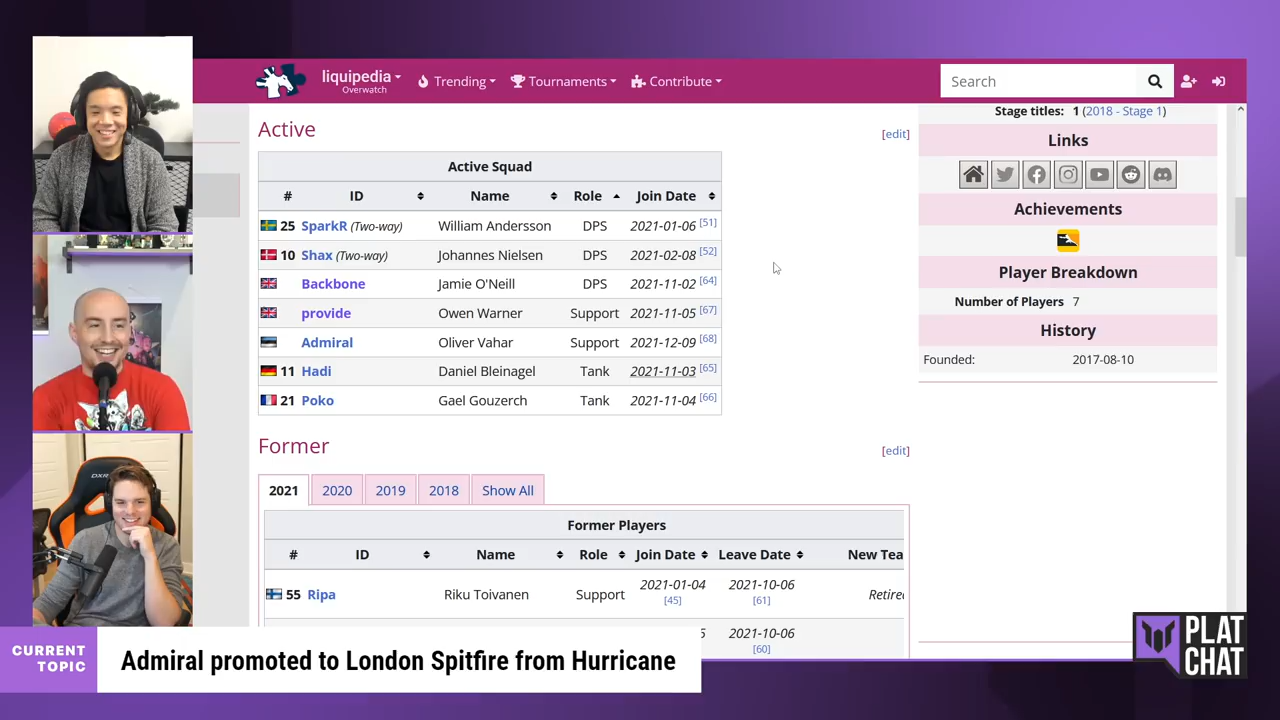 liquipedia
Overwatch
Trending
Tournaments
Contribute
Search
Active
[edit]
Active Squad
# ID Name Role Join Date
25 SparkR (Two-way) William Andersson DPS 2021-01-06 [51]
10 Shax (Two-way) Johannes Nielsen DPS 2021-02-08 [52]
Backbone Jamie O'Neill DPS 2021-11-02 [64]
provide Owen Warner Support 2021-11-05 [67]
Admiral Oliver Vahar Support 2021-12-09 [68]
11 Hadi Daniel Bleinagel Tank 2021-11-03 [65]
21 Poko Gael Gouzerch Tank 2021-11-04 [66]
Former
[edit]
2021 2020 2019 2018 Show All
Former Players
# ID Name Role Join Date Leave Date New Tea
55 Ripa Riku Toivanen Support 2021-01-04 [45] 2021-10-06 [61] Retire
5 2021-10-06
[60]
Stage titles: 1 (2018 - Stage 1)
Links
Achievements
Player Breakdown
Number of Players 7
History
Founded: 2017-08-10
DXR
CURRENT TOPIC
Admiral promoted to London Spitfire from Hurricane
PLAT
CHAT